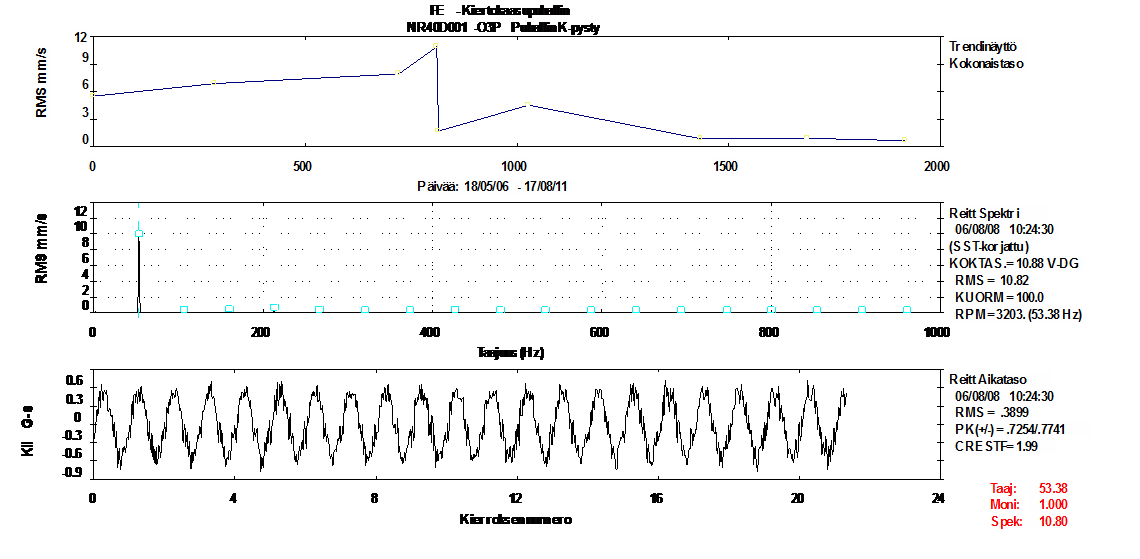 FE - Kiertokaasupuhallin
NR40D001 -O3P Puhallin K-pysty
RMS mm/s
12
9
6
3
0
0 500 1000 1500 2000
Päivää: 18/05/06 - 17/08/11
Trendinäyttö
Kokonaistaso
RMS mm/s
12
10
8
6
4
2
0
0 200 400 600 800 1000
Taajuus (Hz)
Reitt Spektri
06/08/08 10:24:30
(SST-korjattu)
KOKTAS.= 10.88 V-DG
RMS = 10.82
KUORM = 100.0
RPM = 3203. (53.38 Hz)
0.6
0.3
0
-0.3
-0.6
-0.9
0 4 8 12 16 20 24
Kierroksen numero
Reitt Aikataso
06/08/08 10:24:30
RMS = .3899
PK(+/-) = .7254/.7741
CRESTF= 1.99
Taaj: 53.38
Moni: 1.000
Spek: 10.80